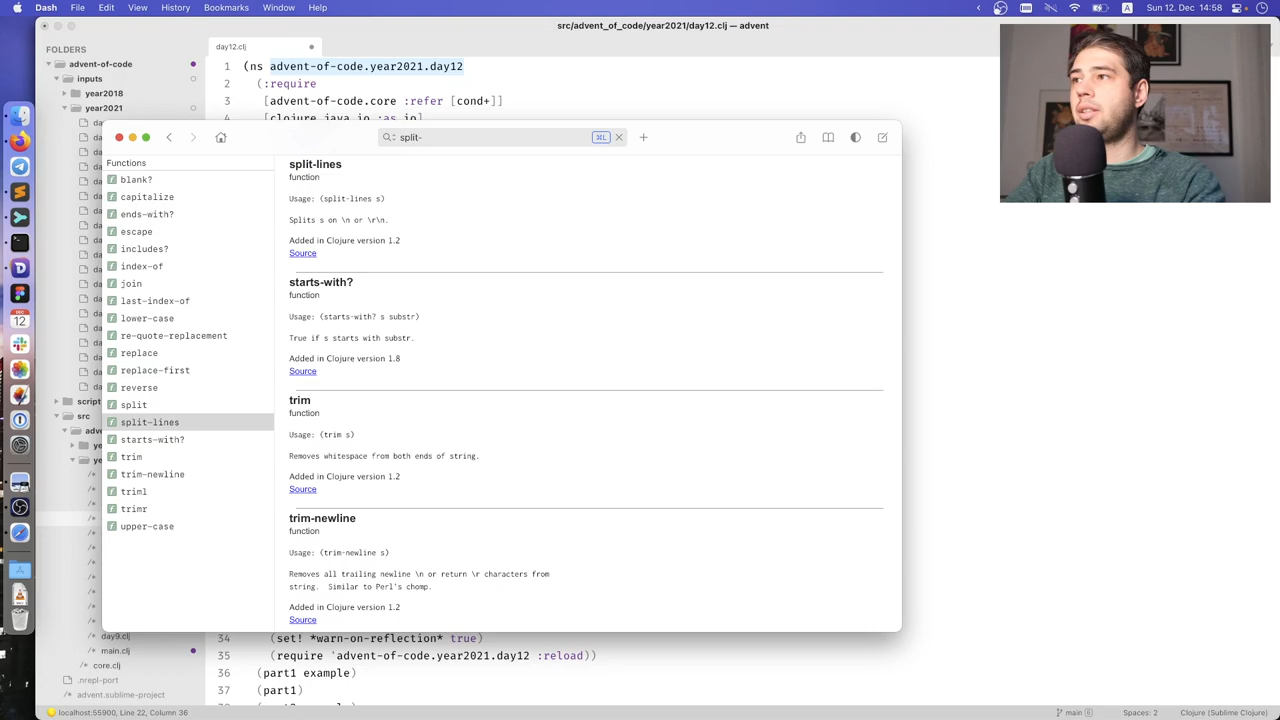 Dash File Edit View History Bookmarks Window Help
src/advent_of_code/year2021/day12.clj — advent
FOLDERS
advent-of-code
inputs
year2018
year2021
day12.clj
1 (ns advent-of-code.year2021.day12
2 (:require
3 [advent-of-code.core :refer [cond+]]
4 [clojure.java.io :as io]
split-
⌘L
Functions
blank?
capitalize
ends-with?
escape
includes?
index-of
join
last-index-of
lower-case
re-quote-replacement
replace
replace-first
reverse
split
split-lines
starts-with?
trim
trim-newline
triml
trimr
upper-case
split-lines
function
Usage: (split-lines s)
Splits s on \n or \r\n.
Added in Clojure version 1.2
Source
starts-with?
function
Usage: (starts-with? s substr)
True if s starts with substr.
Added in Clojure version 1.8
Source
trim
function
Usage: (trim s)
Removes whitespace from both ends of string.
Added in Clojure version 1.2
Source
trim-newline
function
Usage: (trim-newline s)
Removes all trailing newline \n or return \r characters from
string. Similar to Perl's chomp.
Added in Clojure version 1.2
Source
DEC
12
script
src
day9.clj
main.clj
core.clj
.nrepl-port
advent.sublime-project
34 (set! *warn-on-reflection* true)
35 (require 'advent-of-code.year2021.day12 :reload))
36 (part1 example)
37 (part1)
localhost:55900, Line 22, Column 36
main 6
Spaces: 2
Clojure (Sublime Clojure)